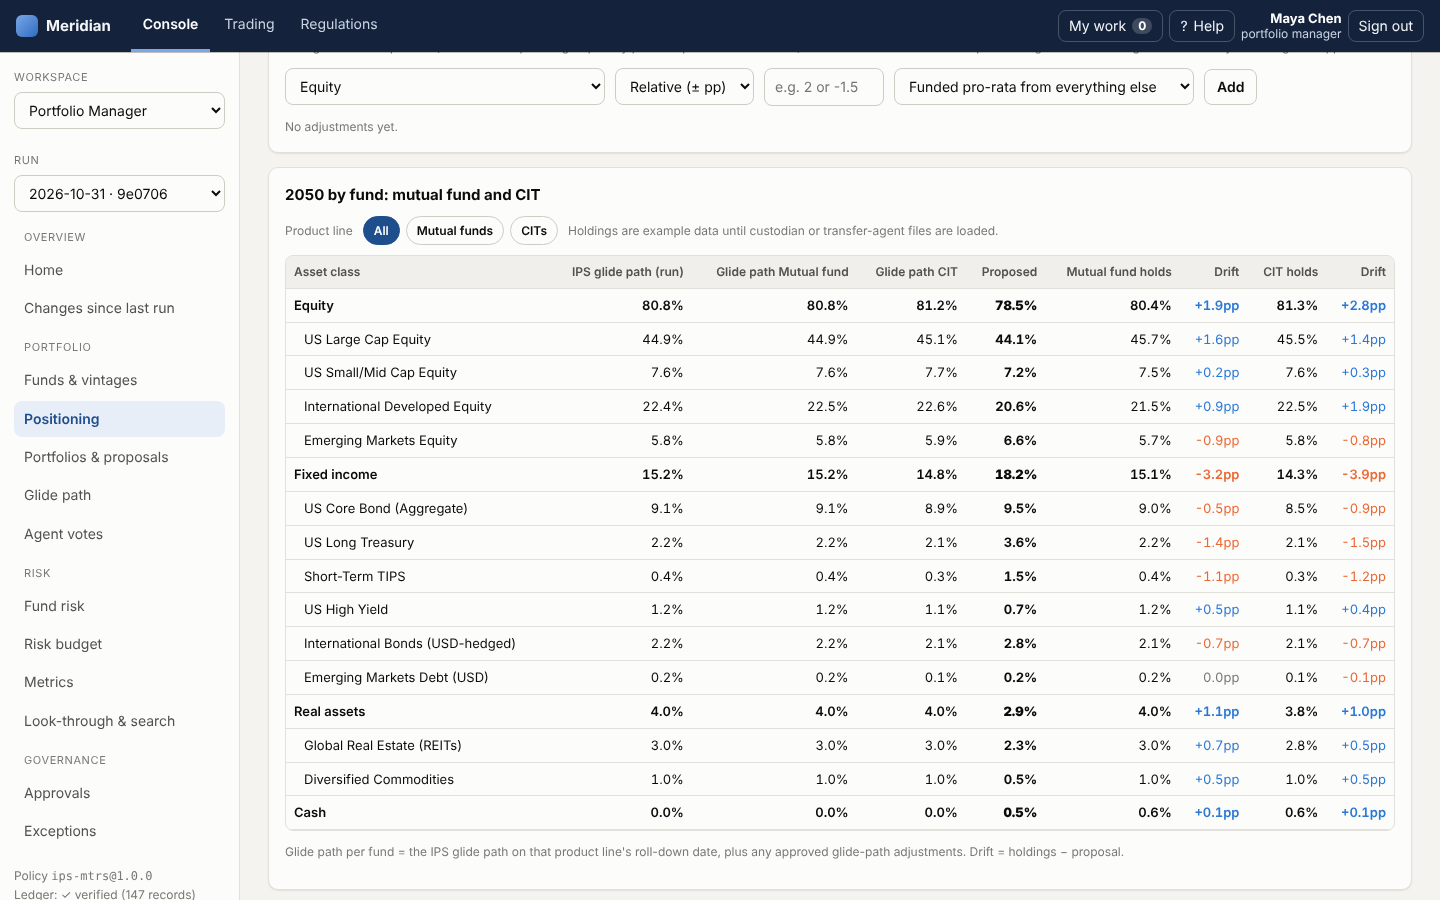 Meridian
Console
Trading
Regulations
My work 0
? Help
Maya Chen
portfolio manager
Sign out
WORKSPACE
Portfolio Manager
RUN
2026-10-31 · 9e0706
OVERVIEW
Home
Changes since last run
PORTFOLIO
Funds & vintages
Positioning
Portfolios & proposals
Glide path
Agent votes
RISK
Fund risk
Risk budget
Metrics
Look-through & search
GOVERNANCE
Approvals
Exceptions
Policy ips-mtrs@1.0.0
Ledger: ✓ verified (147 records)
Equity
Relative (± pp)
e.g. 2 or -1.5
Funded pro-rata from everything else
Add
No adjustments yet.
2050 by fund: mutual fund and CIT
Product line All Mutual funds CITs Holdings are example data until custodian or transfer-agent files are loaded.
Asset class IPS glide path (run) Glide path Mutual fund Glide path CIT Proposed Mutual fund holds Drift CIT holds Drift
Equity 80.8% 80.8% 81.2% 78.5% 80.4% +1.9pp 81.3% +2.8pp
US Large Cap Equity 44.9% 44.9% 45.1% 44.1% 45.7% +1.6pp 45.5% +1.4pp
US Small/Mid Cap Equity 7.6% 7.6% 7.7% 7.2% 7.5% +0.2pp 7.6% +0.3pp
International Developed Equity 22.4% 22.5% 22.6% 20.6% 21.5% +0.9pp 22.5% +1.9pp
Emerging Markets Equity 5.8% 5.8% 5.9% 6.6% 5.7% -0.9pp 5.8% -0.8pp
Fixed income 15.2% 15.2% 14.8% 18.2% 15.1% -3.2pp 14.3% -3.9pp
US Core Bond (Aggregate) 9.1% 9.1% 8.9% 9.5% 9.0% -0.5pp 8.5% -0.9pp
US Long Treasury 2.2% 2.2% 2.1% 3.6% 2.2% -1.4pp 2.1% -1.5pp
Short-Term TIPS 0.4% 0.4% 0.3% 1.5% 0.4% -1.1pp 0.3% -1.2pp
US High Yield 1.2% 1.2% 1.1% 0.7% 1.2% +0.5pp 1.1% +0.4pp
International Bonds (USD-hedged) 2.2% 2.2% 2.1% 2.8% 2.1% -0.7pp 2.1% -0.7pp
Emerging Markets Debt (USD) 0.2% 0.2% 0.1% 0.2% 0.2% 0.0pp 0.1% -0.1pp
Real assets 4.0% 4.0% 4.0% 2.9% 4.0% +1.1pp 3.8% +1.0pp
Global Real Estate (REITs) 3.0% 3.0% 3.0% 2.3% 3.0% +0.7pp 2.8% +0.5pp
Diversified Commodities 1.0% 1.0% 1.0% 0.5% 1.0% +0.5pp 1.0% +0.5pp
Cash 0.0% 0.0% 0.0% 0.5% 0.6% +0.1pp 0.6% +0.1pp
Glide path per fund = the IPS glide path on that product line's roll-down date, plus any approved glide-path adjustments. Drift = holdings − proposal.